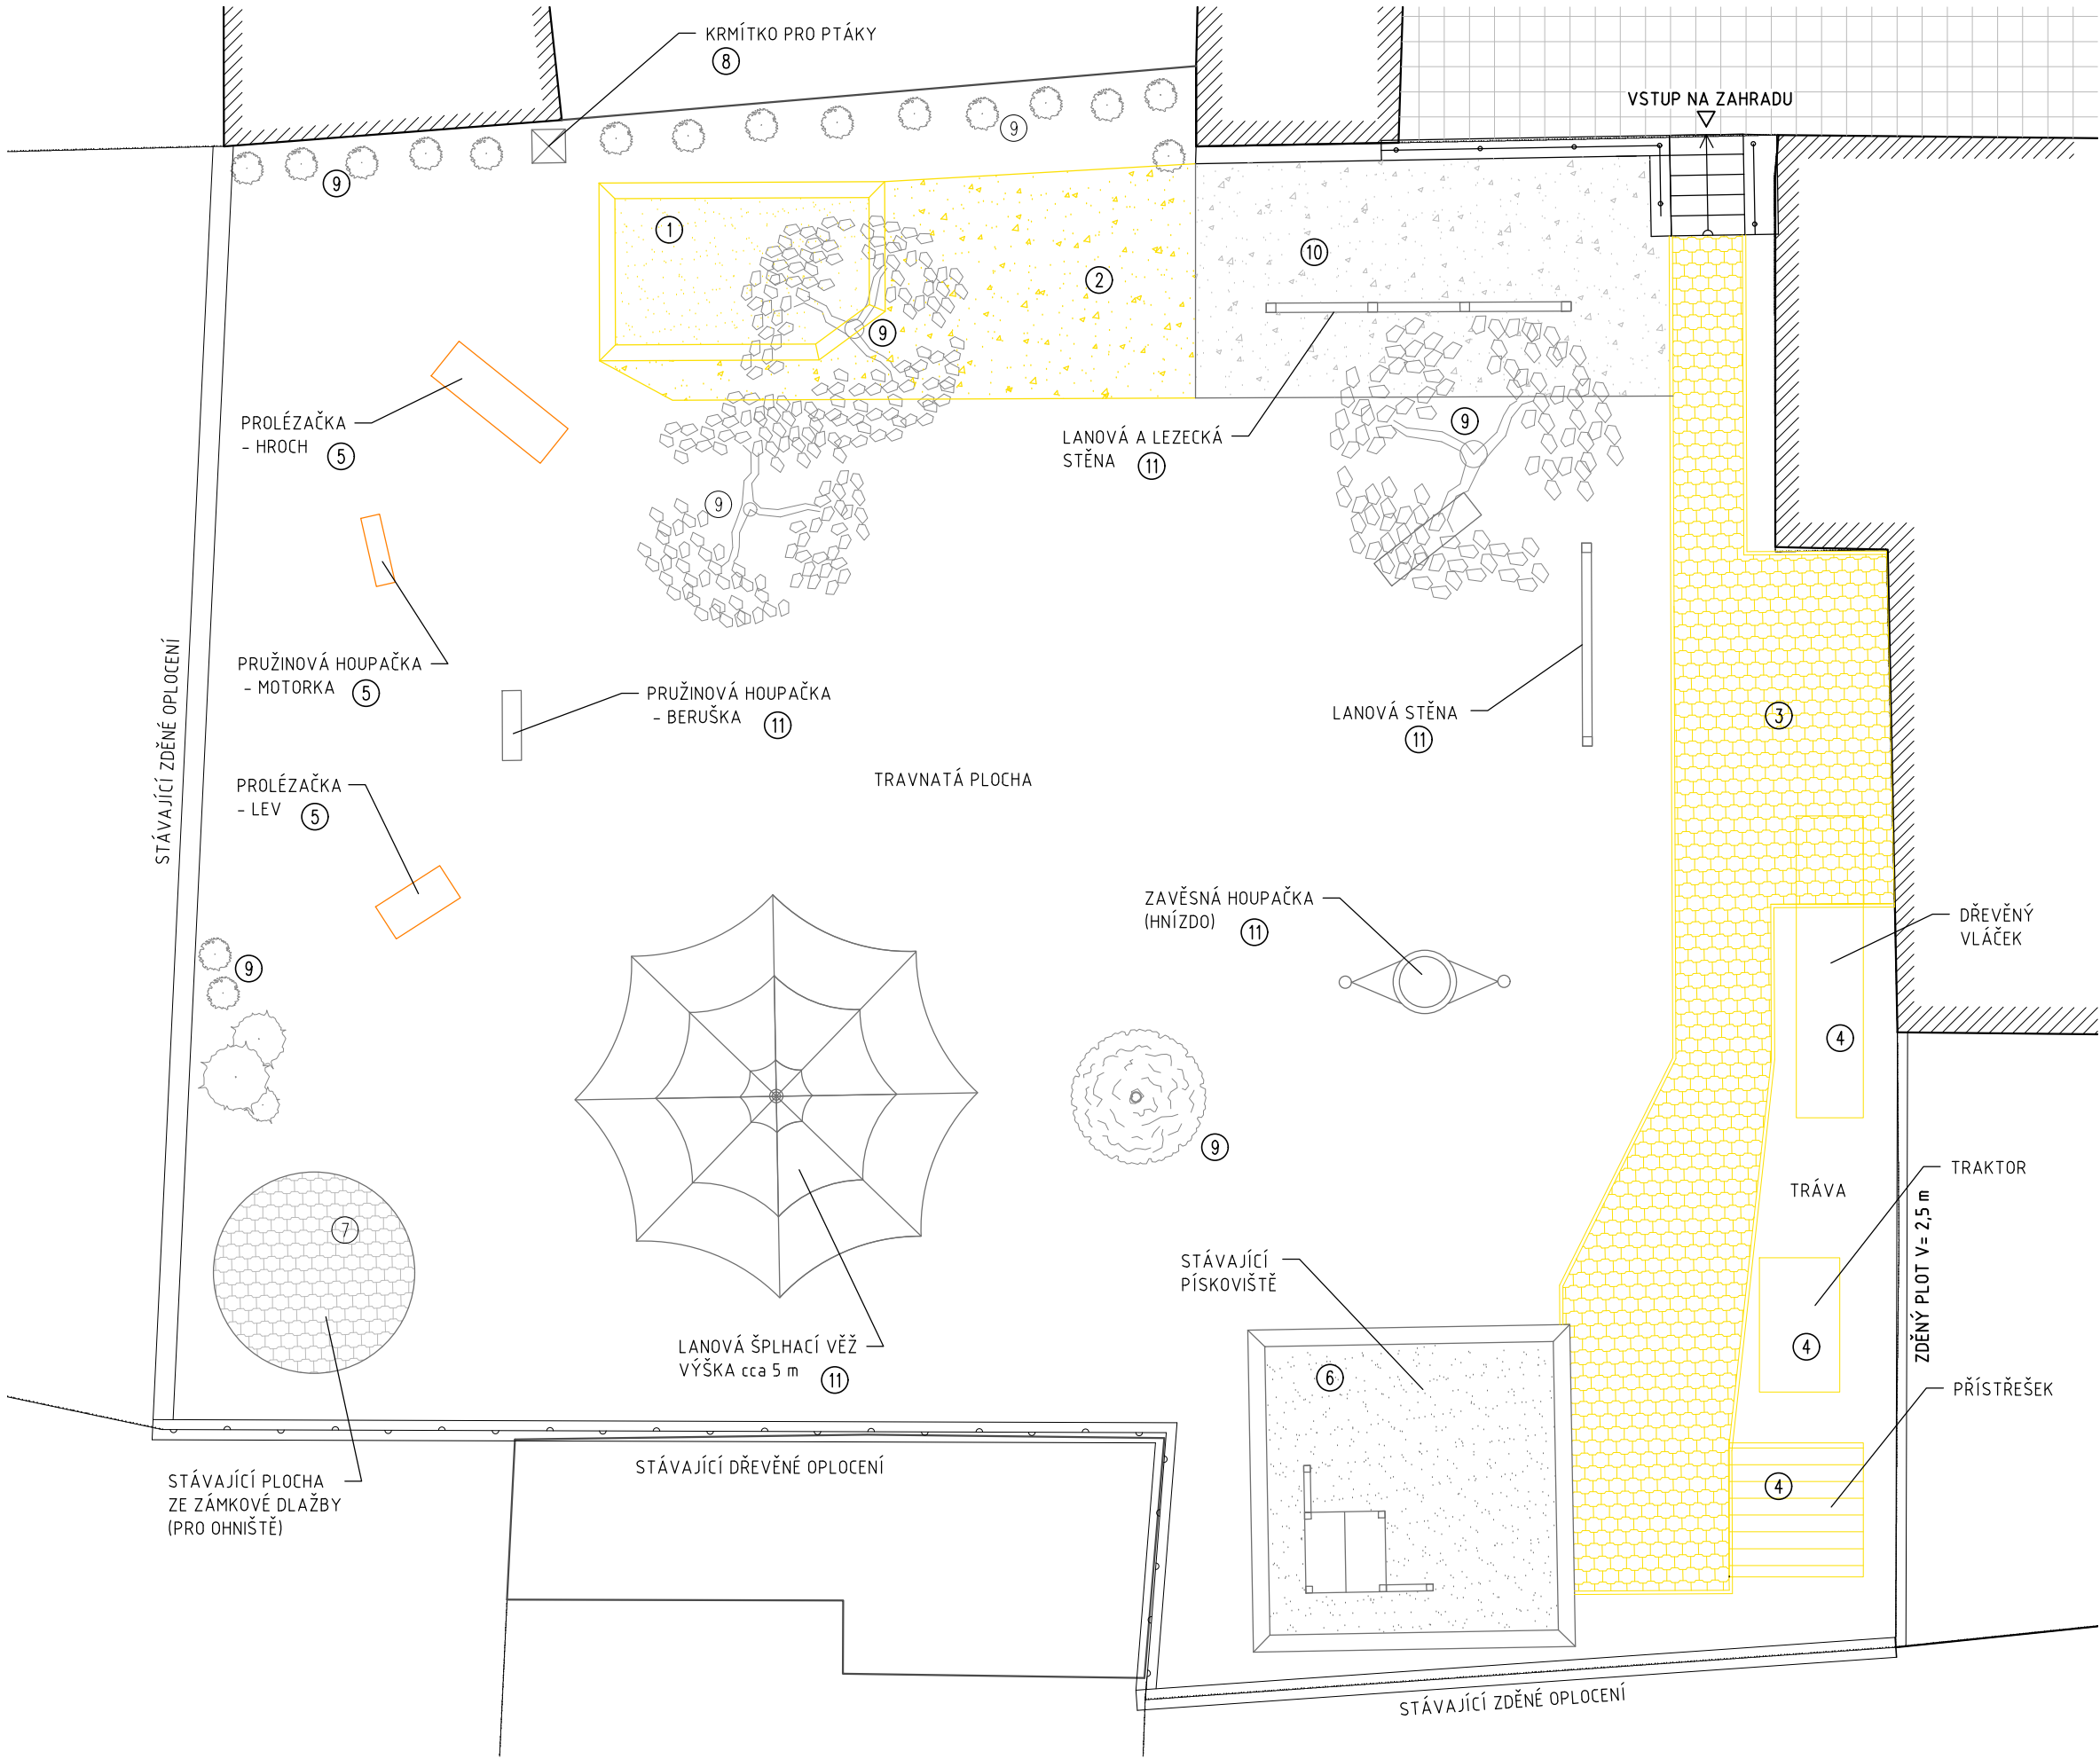 KRMÍTKO PRO PTÁKY
8
VSTUP NA ZAHRADU
9
9
1
2
10
9
PROLÉZAČKA
- HROCH 5
LANOVÁ A LEZECKÁ
STĚNA 11
9
9
STÁVAJÍCÍ ZDĚNÉ OPLOCENÍ
PRUŽINOVÁ HOUPAČKA
- MOTORKA 5
PRUŽINOVÁ HOUPAČKA
- BERUŠKA 11
LANOVÁ STĚNA
11
3
PROLÉZAČKA
- LEV 5
TRAVNATÁ PLOCHA
ZAVĚSNÁ HOUPAČKA
(HNÍZDO) 11
DŘEVĚNÝ
VLÁČEK
9
4
9
TRAKTOR
TRÁVA
7
ZDĚNÝ PLOT V= 2,5 m
STÁVAJÍCÍ
PÍSKOVIŠTĚ
LANOVÁ ŠPLHACÍ VĚŽ
VÝŠKA cca 5 m 11
4
6
PŘÍSTŘEŠEK
STÁVAJÍCÍ DŘEVĚNÉ OPLOCENÍ
4
STÁVAJÍCÍ PLOCHA
ZE ZÁMKOVÉ DLAŽBY
(PRO OHNIŠTĚ)
STÁVAJÍCÍ ZDĚNÉ OPLOCENÍ